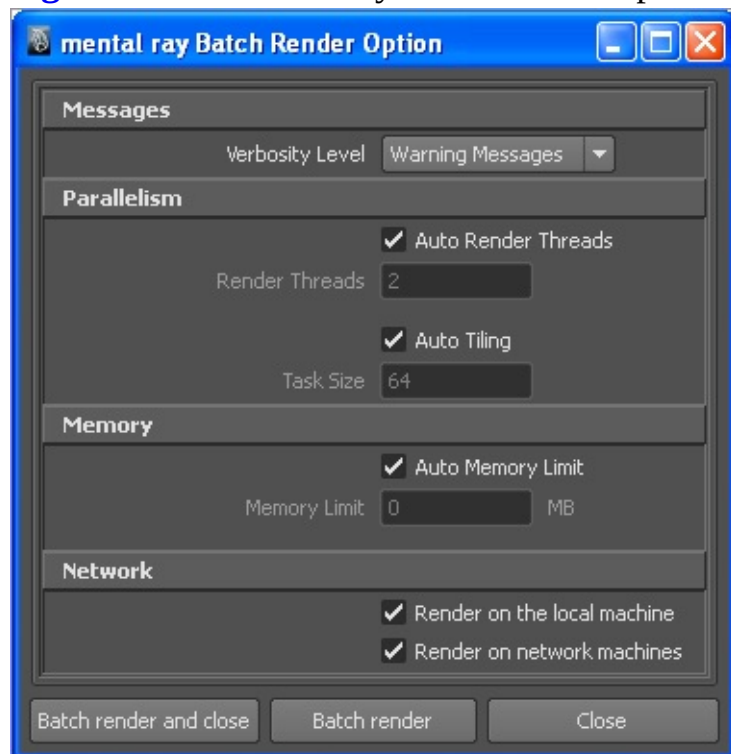 mental ray Batch Render Option
Messages
Verbosity Level Warning Messages
Parallelism
Auto Render Threads
Render Threads 2
Auto Tiling
Task Size 64
Memory
Auto Memory Limit
Memory Limit 0 MB
Network
Render on the local machine
Render on network machines
Batch render and close Batch render Close